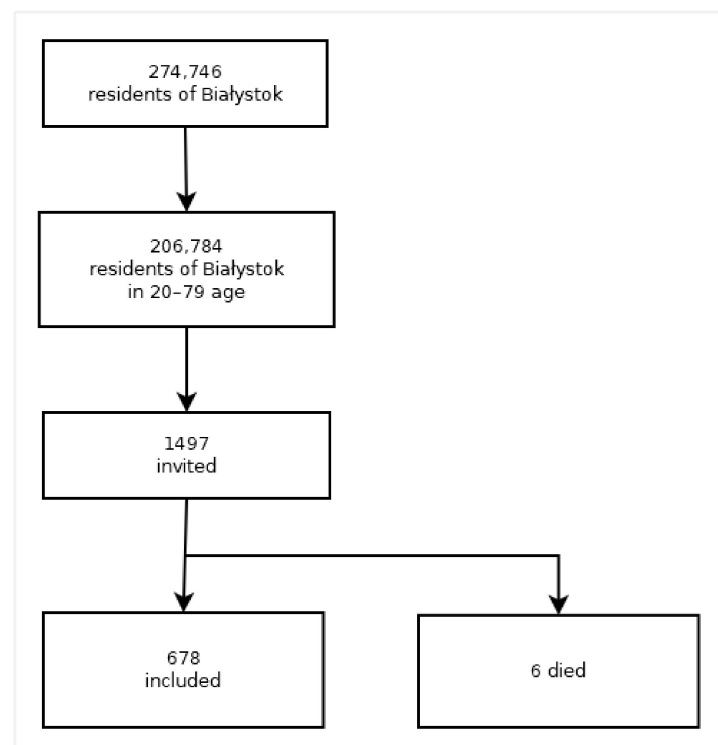 274,746
residents of Białystok
206,784
residents of Białystok
in 20–79 age
1497
invited
678
included
6 died